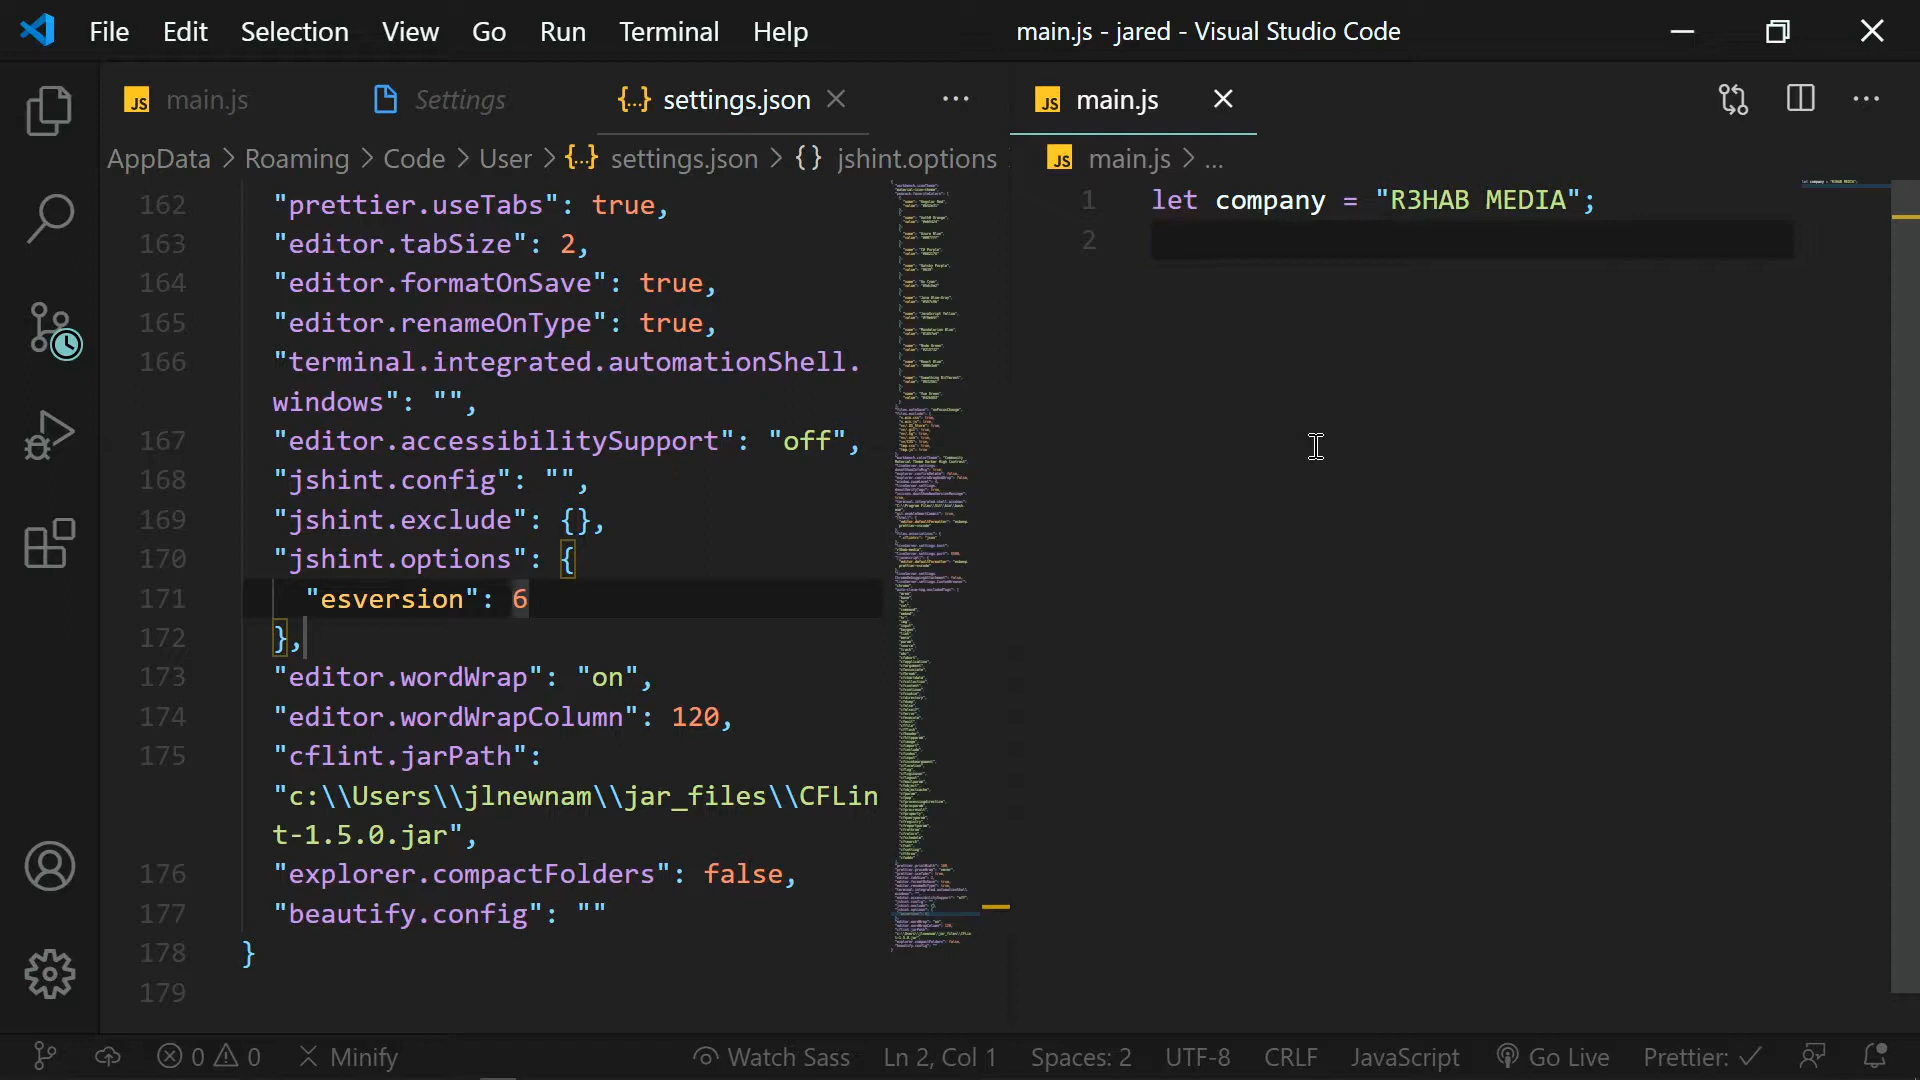 File Edit Selection View Go Run Terminal Help
main.js - jared - Visual Studio Code
JS main.js
Settings
{...} settings.json
AppData > Roaming > Code > User > {...} settings.json > {} jshint.options
162 "prettier.useTabs": true,
163 "editor.tabSize": 2,
164 "editor.formatOnSave": true,
165 "editor.renameOnType": true,
166 "terminal.integrated.automationShell.
windows": "",
167 "editor.accessibilitySupport": "off",
168 "jshint.config": "",
169 "jshint.exclude": {},
170 "jshint.options": {
171 "esversion": 6
172 },
173 "editor.wordWrap": "on",
174 "editor.wordWrapColumn": 120,
175 "cflint.jarPath":
"c:\\Users\\jlnewnam\\jar_files\\CFLin
t-1.5.0.jar",
176 "explorer.compactFolders": false,
177 "beautify.config": ""
178 }
179
JS main.js
JS main.js > ...
1 let company = "R3HAB MEDIA";
2
0 0 Minify Watch Sass Ln 2, Col 1 Spaces: 2 UTF-8 CRLF JavaScript Go Live Prettier: ✓